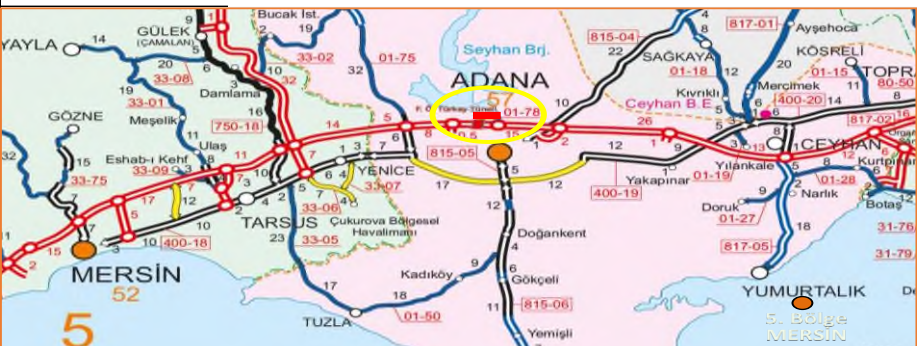 Bucak İst.
GÜLEK
(ÇAMALAN)
YAYLA
14
20
33-08
33-01
Damlama
Meşelik
GÖZNE
Ulaş
Eshab-ı Kehf
33-09
33-75
750-18
33-02
01-75
Seyhan Brj.
ADANA
01-78
815-05
YENİCE
33-07
33-06
Çukurova Bölgesel
Havalimanı
TARSUS
33-05
400-18
MERSİN
52
5
Kadıköy
TUZLA
01-50
Doğankent
Gökçeli
815-06
Yemişli
815-04
SAĞKAYA
01-18
Kıvrıklı
Ceyhan B.E.
817-01
Ayşehoca
KÖSRELİ
01-15
80-50
Mercimek
400-20
817-02
CEYHAN
Yılankale
01-19
Yakapınar
400-19
Doruk
01-27
Narlık
01-28
Kurtpınar
Botaş
31-76
31-79
817-05
YUMURTALIK
5. Bölge
MERSİN